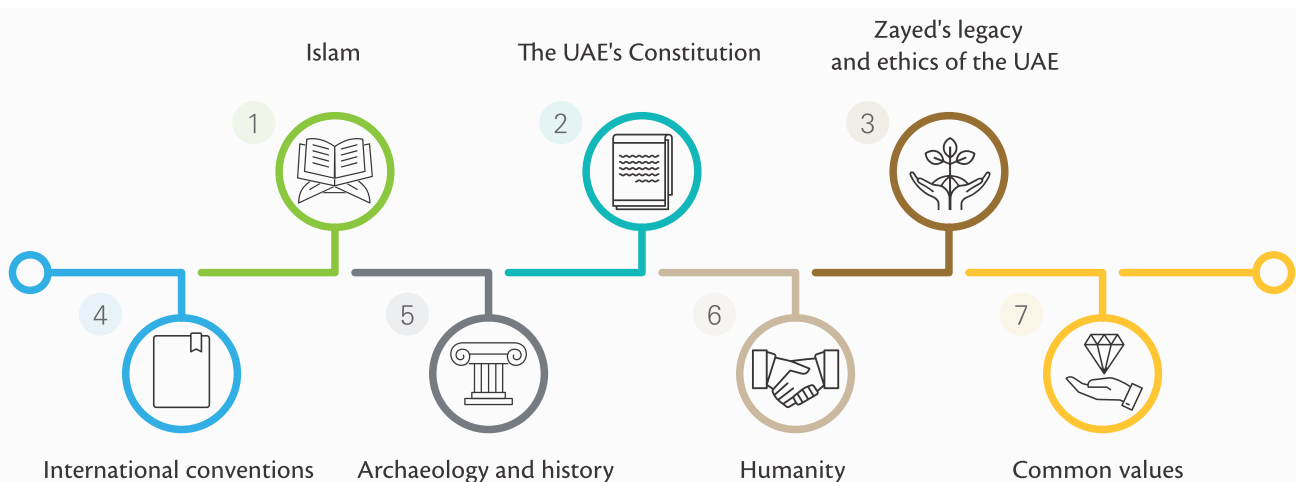 Islam
1
The UAE's Constitution
2
Zayed's legacy
and ethics of the UAE
3
4
International conventions
5
Archaeology and history
6
Humanity
7
Common values